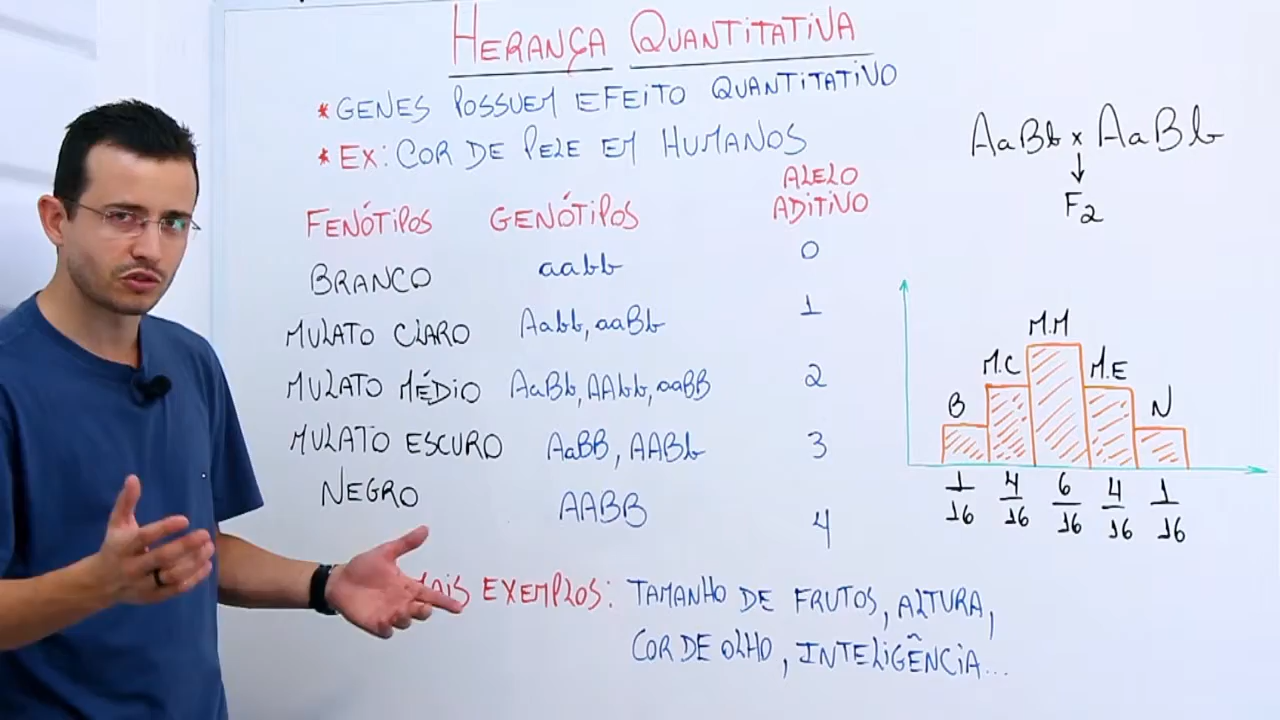 HERANÇA QUANTITATIVA
* GENES POSSUEM EFEITO QUANTITATIVO
* EX: COR DE PELE EM HUMANOS
FENÓTIPOS GENÓTIPOS ALELO ADITIVO
BRANCO aabb 0
MULATO CLARO Aabb, aaBb 1
MULATO MÉDIO AaBb, AAbb, aaBB 2
MULATO ESCURO AaBB, AABb 3
NEGRO AABB 4
AaBb x AaBb
F2
B M.C M.M M.E N
1/16 4/16 6/16 4/16 1/16
MAIS EXEMPLOS: TAMANHO DE FRUTOS, ALTURA,
COR DE OLHO, INTELIGÊNCIA...